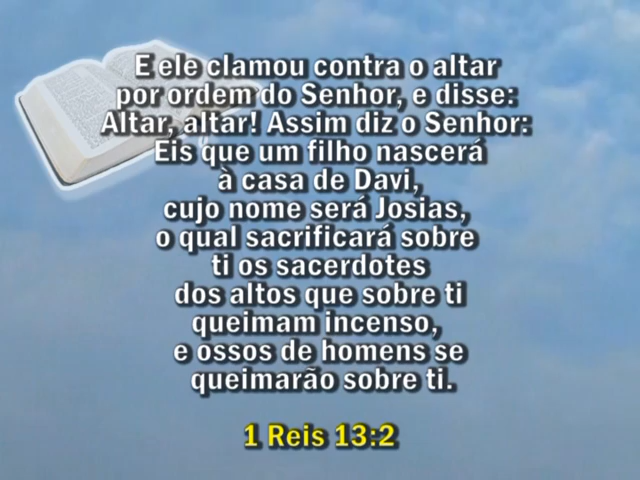 E ele clamou contra o altar
por ordem do Senhor, e disse:
Altar, altar! Assim diz o Senhor:
Eis que um filho nascerá
à casa de Davi,
cujo nome será Josias,
o qual sacrificará sobre
ti os sacerdotes
dos altos que sobre ti
queimam incenso,
e ossos de homens se
queimarão sobre ti.
1 Reis 13:2